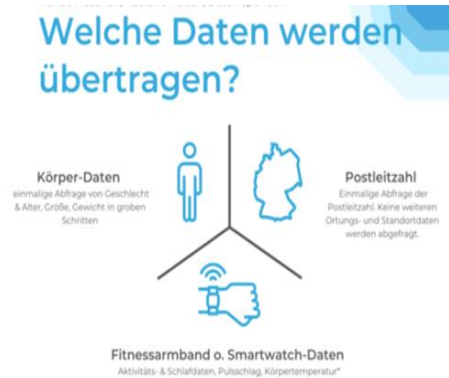 Welche Daten werden
übertragen?
Körper-Daten
einmalige Abfrage von Geschlecht
& Alter, Größe, Gewicht in groben
Schritten
Postleitzahl
Einmalige Abfrage der
Postleitzahl. Keine weiteren
Ortungs- und Standortdaten
werden abgefragt.
Fitnessarmband o. Smartwatch-Daten
Aktivitäts- & Schlafdaten, Pulsschlag, Körpertemperatur*